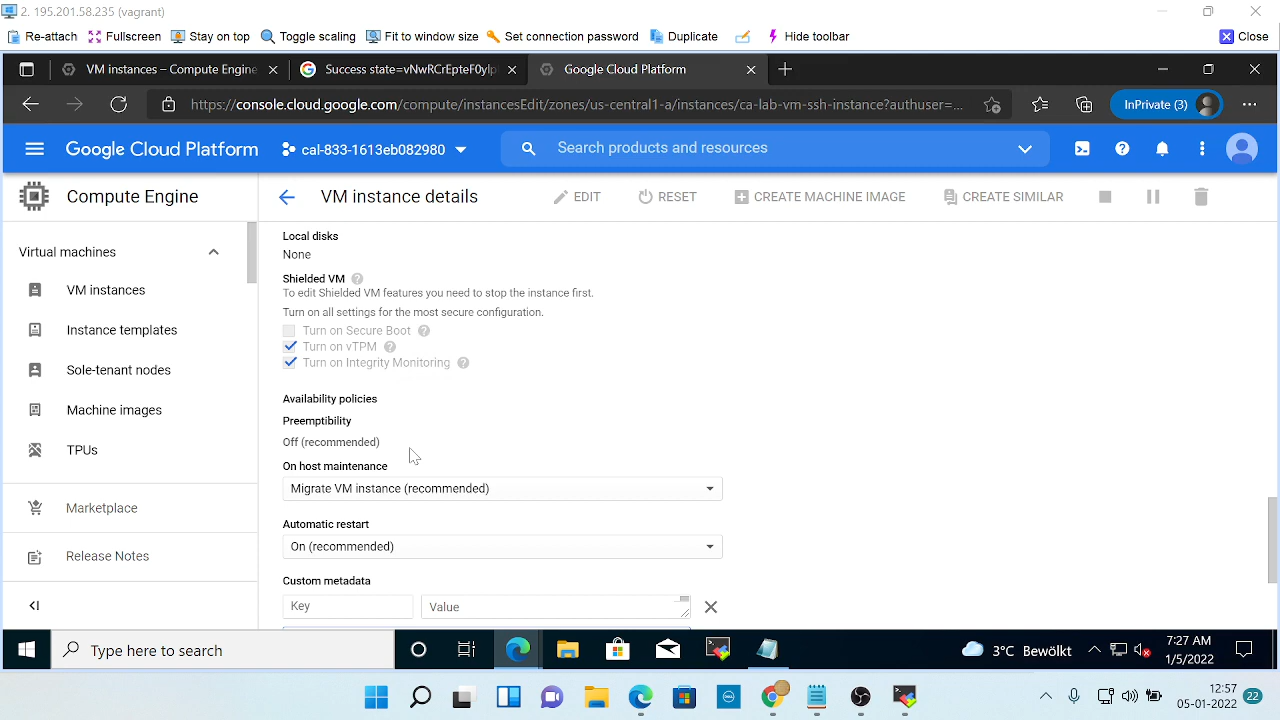 2. 195.201.58.235 (vagrant)
Re-attach Fullscreen Stay on top Toggle scaling Fit to window size Set connection password Duplicate Hide toolbar Close
VM instances – Compute Engine Success state=vNwRCrEpteF0yIp Google Cloud Platform
https://console.cloud.google.com/compute/instancesEdit/zones/us-central1-a/instances/ca-lab-vm-ssh-instance?authuser=... InPrivate (3)
Google Cloud Platform cal-833-1613eb082980 Search products and resources
Compute Engine VM instance details EDIT RESET CREATE MACHINE IMAGE CREATE SIMILAR
Virtual machines
VM instances
Instance templates
Sole-tenant nodes
Machine images
TPUs
Marketplace
Release Notes
Local disks
None
Shielded VM ?
To edit Shielded VM features you need to stop the instance first.
Turn on all settings for the most secure configuration.
Turn on Secure Boot ?
Turn on vTPM ?
Turn on Integrity Monitoring ?
Availability policies
Preemptibility
Off (recommended)
On host maintenance
Migrate VM instance (recommended)
Automatic restart
On (recommended)
Custom metadata
Key Value
Type here to search 3°C Bewölkt 7:27 AM
1/5/2022
DELL 12:57 22
05-01-2022